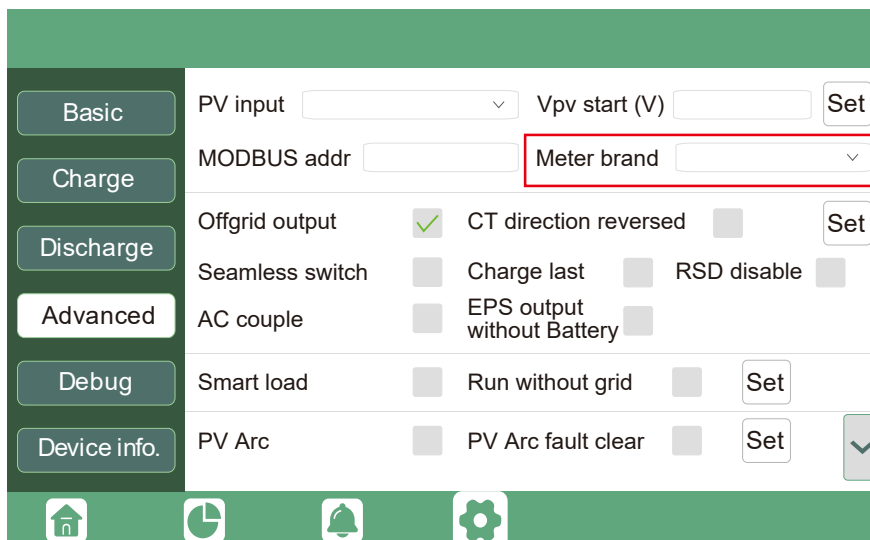 Basic
Charge
Discharge
Advanced
Debug
Device info.
PV input
Vpv start (V)
Set
MODBUS addr
Meter brand
Offgrid output
CT direction reversed
Set
Seamless switch
Charge last
RSD disable
AC couple
EPS output
without Battery
Smart load
Run without grid
Set
PV Arc
PV Arc fault clear
Set